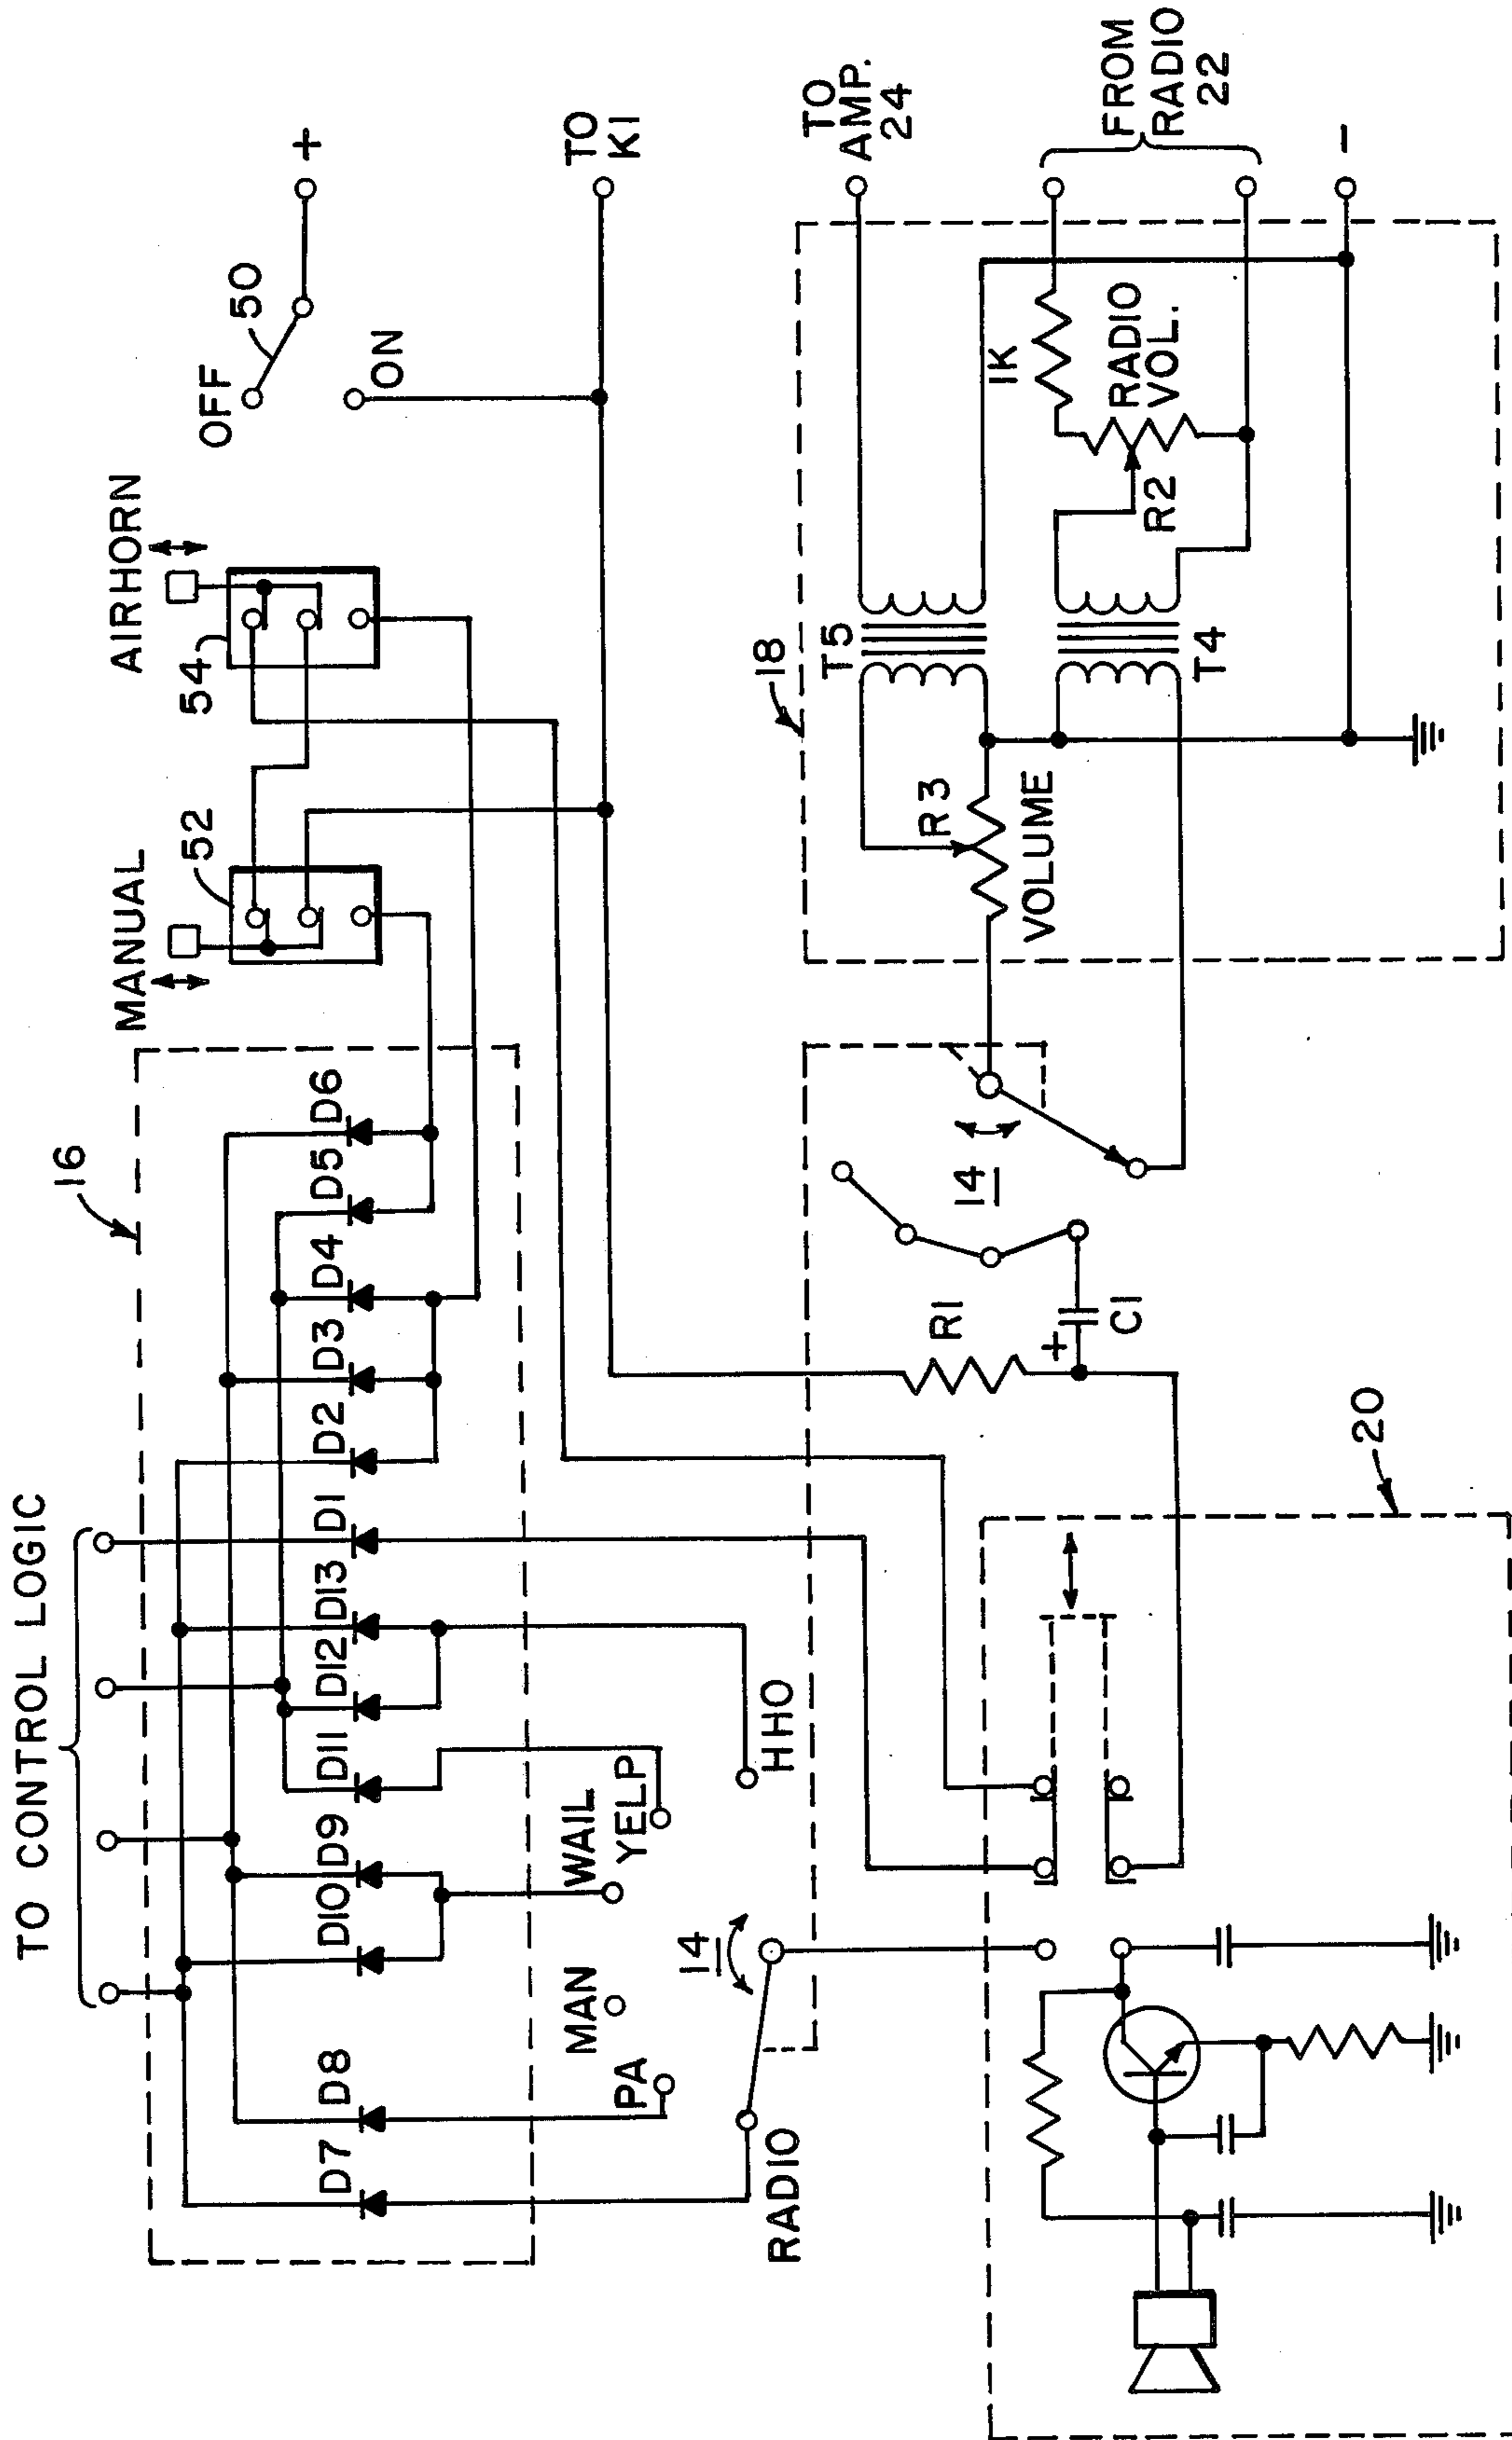 TO CONTROL LOGIC
16
MANUAL
52
AIRHORN
54
OFF
50
ON
+
TO
K1
D7
D8
D10
D9
D11
D12
D13
D1
D2
D3
D4
D5
D6
RADIO
PA
MAN
WAIL
YELP
HHO
14
R1
+
C1
14
18
T5
R3
VOLUME
T4
R2
1K
RADIO
VOL.
TO
AMP.
24
FROM
RADIO
22
-
20